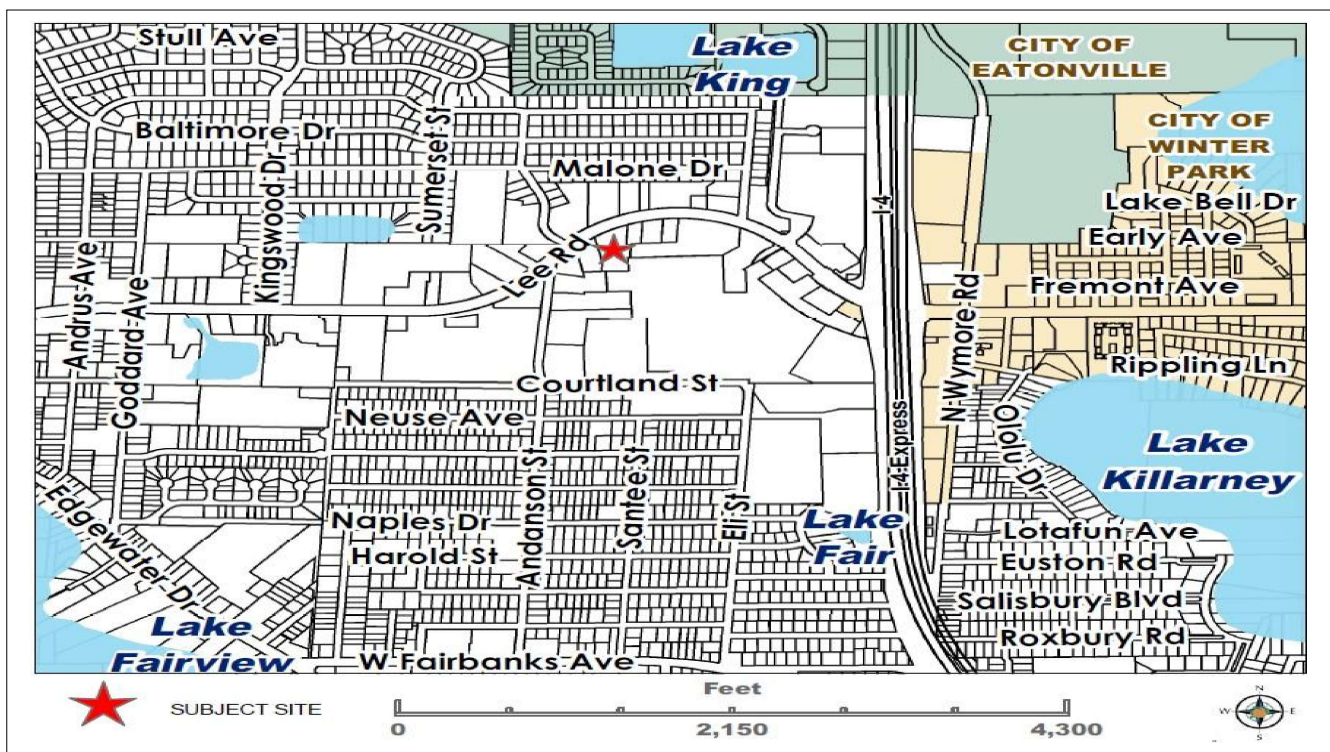 Stull Ave
Lake
King
CITY OF
EATONVILLE
CITY OF
WINTER
PARK
Baltimore Dr
Kingswood Dr
Sumerset St
Malone Dr
I-4
Lake Bell Dr
Early Ave
Fremont Ave
Andrus Ave
Goddard Ave
Lee Rd
N Wymore Rd
Rippling Ln
Courtland St
Neuse Ave
I-4 Express
Ololu Dr
Lake
Killarney
Edgewater Dr
Naples Dr
Harold St
Andanson St
Santee St
Eli St
Lake
Fair
Lotafun Ave
Euston Rd
Salisbury Blvd
Roxbury Rd
Lake
Fairview
W Fairbanks Ave
SUBJECT SITE
Feet
0
2,150
4,300
N
W
E
S